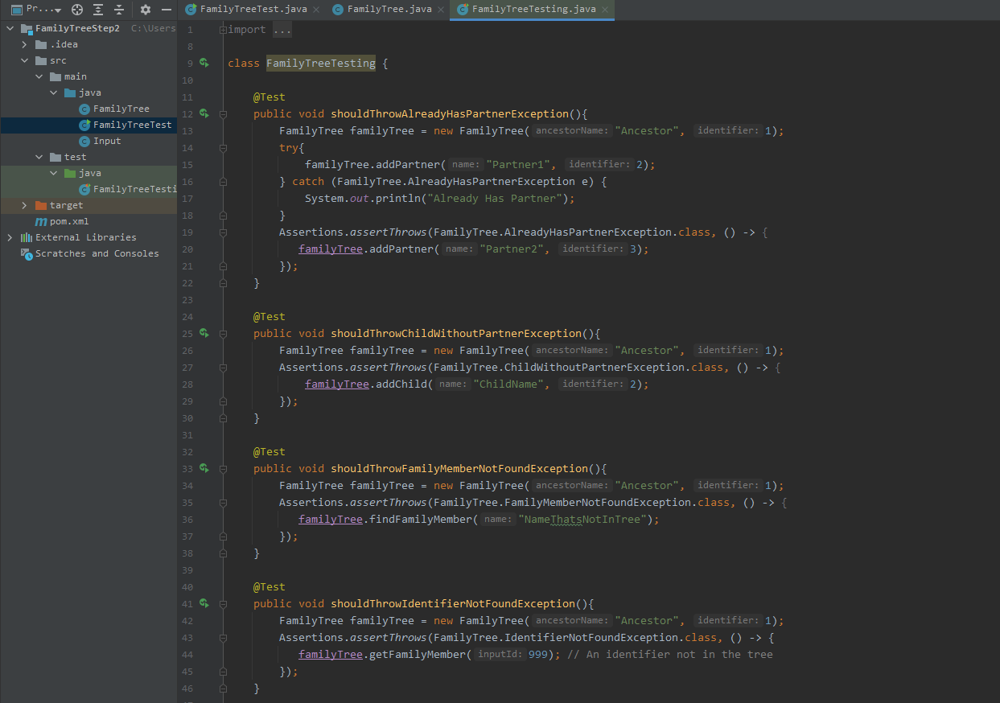 Pr...
FamilyTreeTest.java
FamilyTree.java
FamilyTreeTesting.java
FamilyTreeStep2 C:\Users
.idea
src
main
java
FamilyTree
FamilyTreeTest
Input
test
java
FamilyTreeTesti
target
pom.xml
External Libraries
Scratches and Consoles
1 import ...
8
9 class FamilyTreeTesting {
10
11 @Test
12 public void shouldThrowAlreadyHasPartnerException(){
13 FamilyTree familyTree = new FamilyTree( ancestorName: "Ancestor", identifier: 1);
14 try{
15 familyTree.addPartner( name: "Partner1", identifier: 2);
16 } catch (FamilyTree.AlreadyHasPartnerException e) {
17 System.out.println("Already Has Partner");
18 }
19 Assertions.assertThrows(FamilyTree.AlreadyHasPartnerException.class, () -> {
20 familyTree.addPartner( name: "Partner2", identifier: 3);
21 });
22 }
23
24 @Test
25 public void shouldThrowChildWithoutPartnerException(){
26 FamilyTree familyTree = new FamilyTree( ancestorName: "Ancestor", identifier: 1);
27 Assertions.assertThrows(FamilyTree.ChildWithoutPartnerException.class, () -> {
28 familyTree.addChild( name: "ChildName", identifier: 2);
29 });
30 }
31
32 @Test
33 public void shouldThrowFamilyMemberNotFoundException(){
34 FamilyTree familyTree = new FamilyTree( ancestorName: "Ancestor", identifier: 1);
35 Assertions.assertThrows(FamilyTree.FamilyMemberNotFoundException.class, () -> {
36 familyTree.findFamilyMember( name: "NameThatsNotInTree");
37 });
38 }
39
40 @Test
41 public void shouldThrowIdentifierNotFoundException(){
42 FamilyTree familyTree = new FamilyTree( ancestorName: "Ancestor", identifier: 1);
43 Assertions.assertThrows(FamilyTree.IdentifierNotFoundException.class, () -> {
44 familyTree.getFamilyMember( inputId: 999); // An identifier not in the tree
45 });
46 }